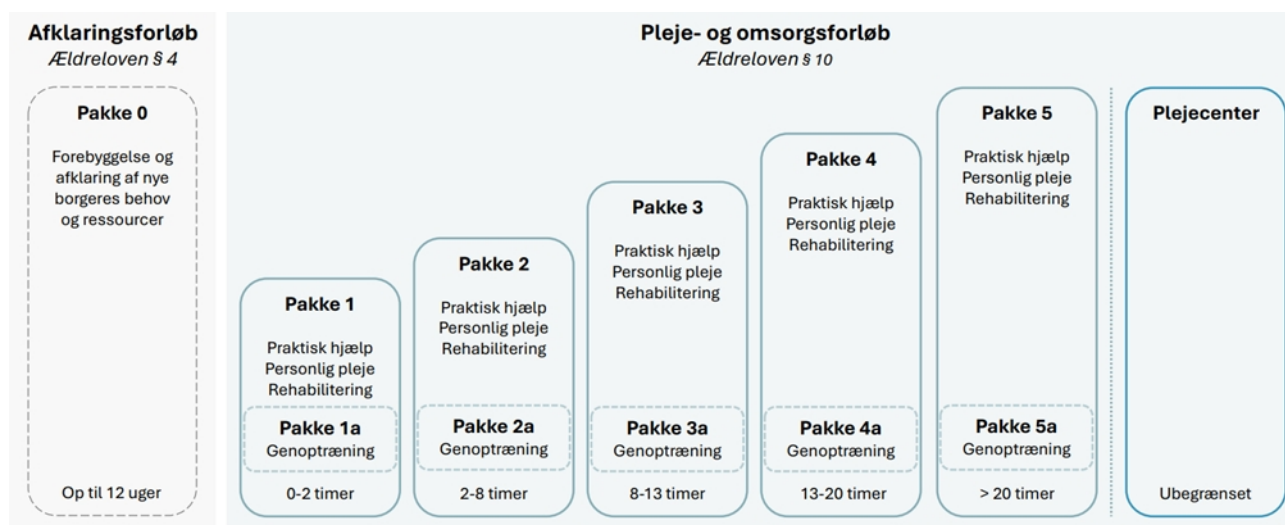 Afklaringsforløb
Ældreloven § 4
Pakke 0
Forebyggelse og
afklaring af nye
borgeres behov
og ressourcer
Op til 12 uger
Pleje- og omsorgsforløb
Ældreloven § 10
Pakke 1
Praktisk hjælp
Personlig pleje
Rehabilitering
Pakke 1a
Genoptræning
0-2 timer
Pakke 2
Praktisk hjælp
Personlig pleje
Rehabilitering
Pakke 2a
Genoptræning
2-8 timer
Pakke 3
Praktisk hjælp
Personlig pleje
Rehabilitering
Pakke 3a
Genoptræning
8-13 timer
Pakke 4
Praktisk hjælp
Personlig pleje
Rehabilitering
Pakke 4a
Genoptræning
13-20 timer
Pakke 5
Praktisk hjælp
Personlig pleje
Rehabilitering
Pakke 5a
Genoptræning
> 20 timer
Plejecenter
Ubegrænset